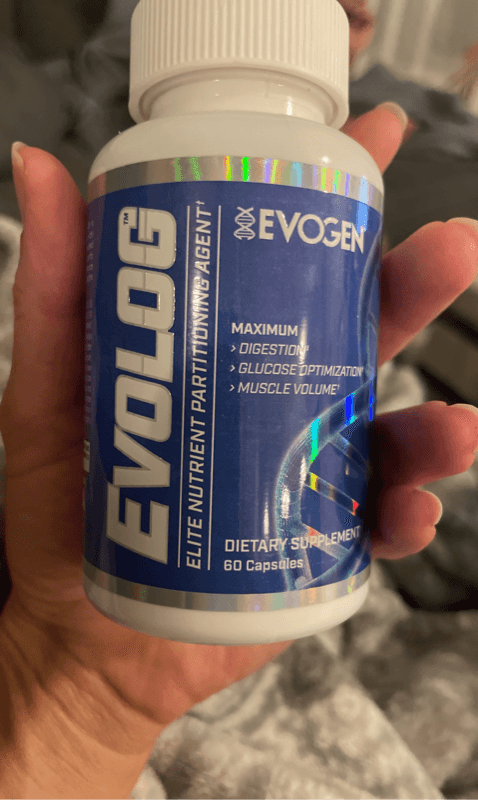 EVOLOG™
ELITE NUTRIENT PARTITIONING AGENT†
EVOGEN®
MAXIMUM
> DIGESTION†
> GLUCOSE OPTIMIZATION†
> MUSCLE VOLUME†
DIETARY SUPPLEMENT
60 Capsules